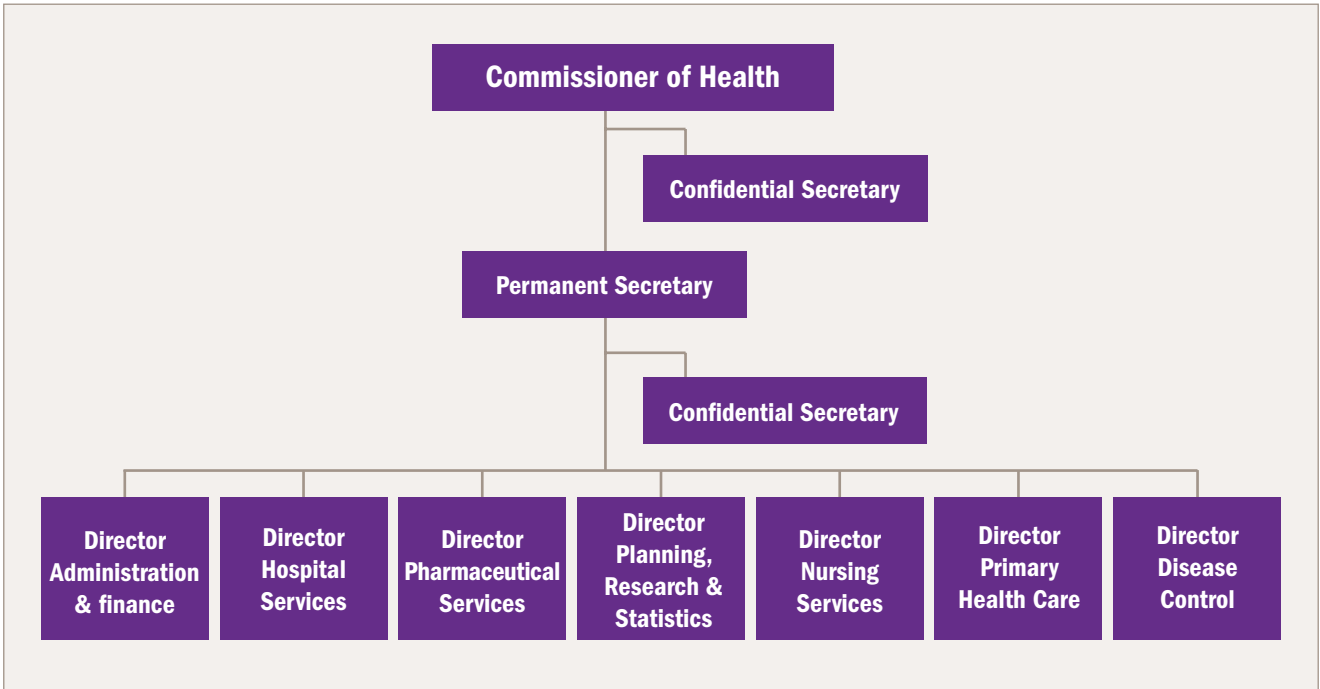 Commissioner of Health
Confidential Secretary
Permanent Secretary
Confidential Secretary
Director
Administration
& finance
Director
Hospital
Services
Director
Pharmaceutical
Services
Director
Planning,
Research &
Statistics
Director
Nursing
Services
Director
Primary
Health Care
Director
Disease
Control